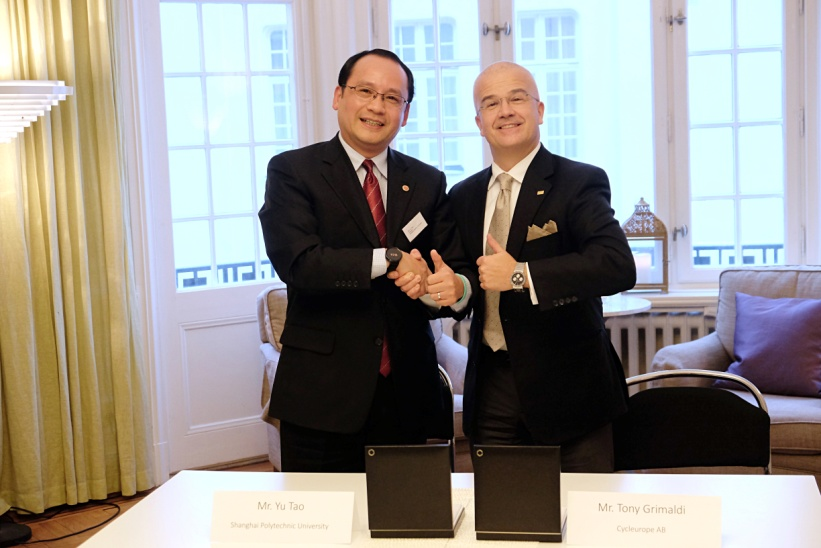 Mr. Yu Tao
Shanghai Polytechnic University
Mr. Tony Grimaldi
Cycleurope AB